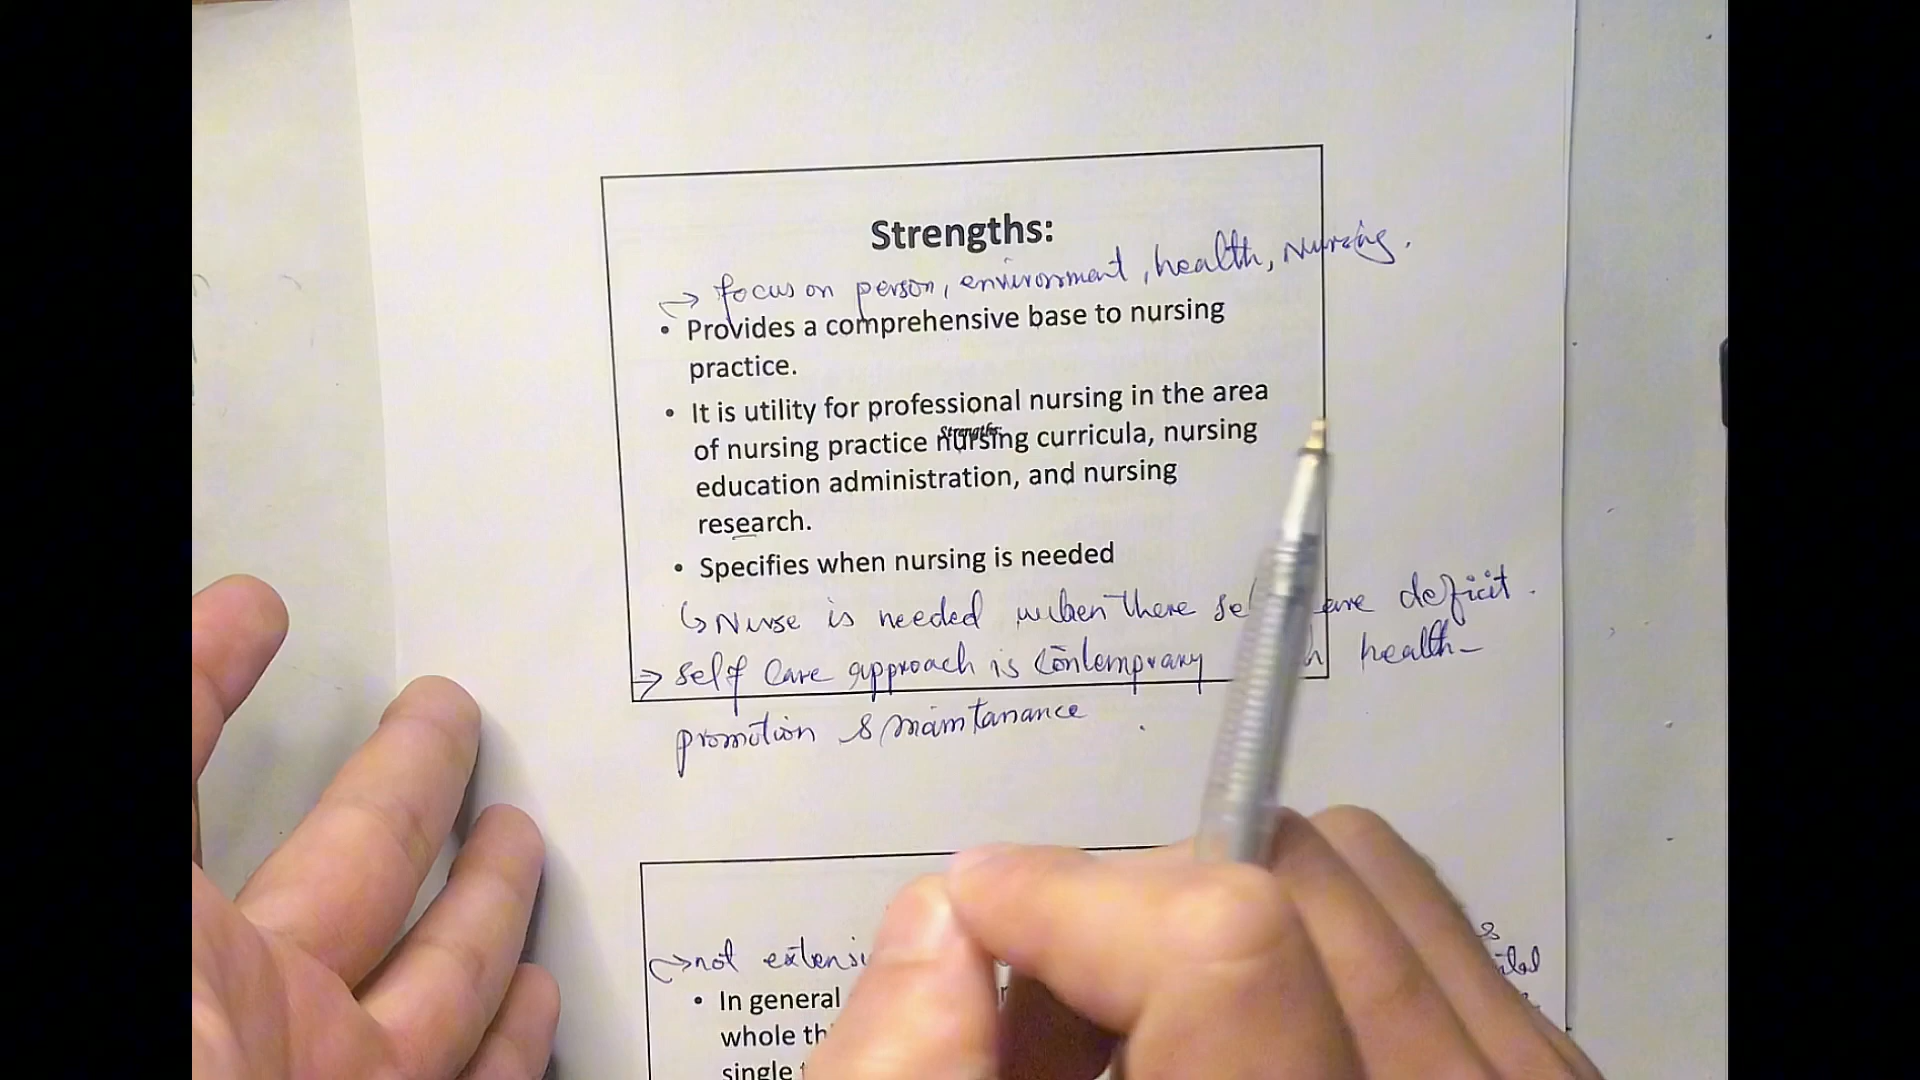 Strengths:
→ focus on person, environment, health, Nursing.
• Provides a comprehensive base to nursing
practice.
• It is utility for professional nursing in the area
of nursing practice nursing curricula, nursing
Strengths:
education administration, and nursing
research.
• Specifies when nursing is needed
↳ Nurse is needed when there care deficit.
⇒ self Care approach is Contemprary health-
promotion & maintanance
→ not
• In general
whole
single